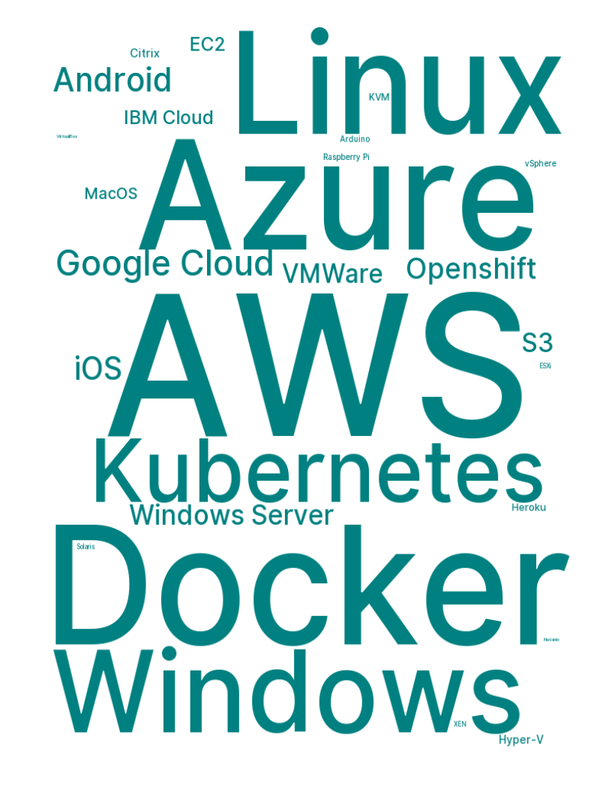 EC2
Citrix
Linux
Android
KVM
IBM Cloud
VirtualBox
Arduino
Raspberry Pi
vSphere
Azure
MacOS
Google Cloud
VMWare
Openshift
AWS
S3
iOS
ESXi
Kubernetes
Heroku
Windows Server
Docker
Solaris
Windows
XEN
Hyper-V